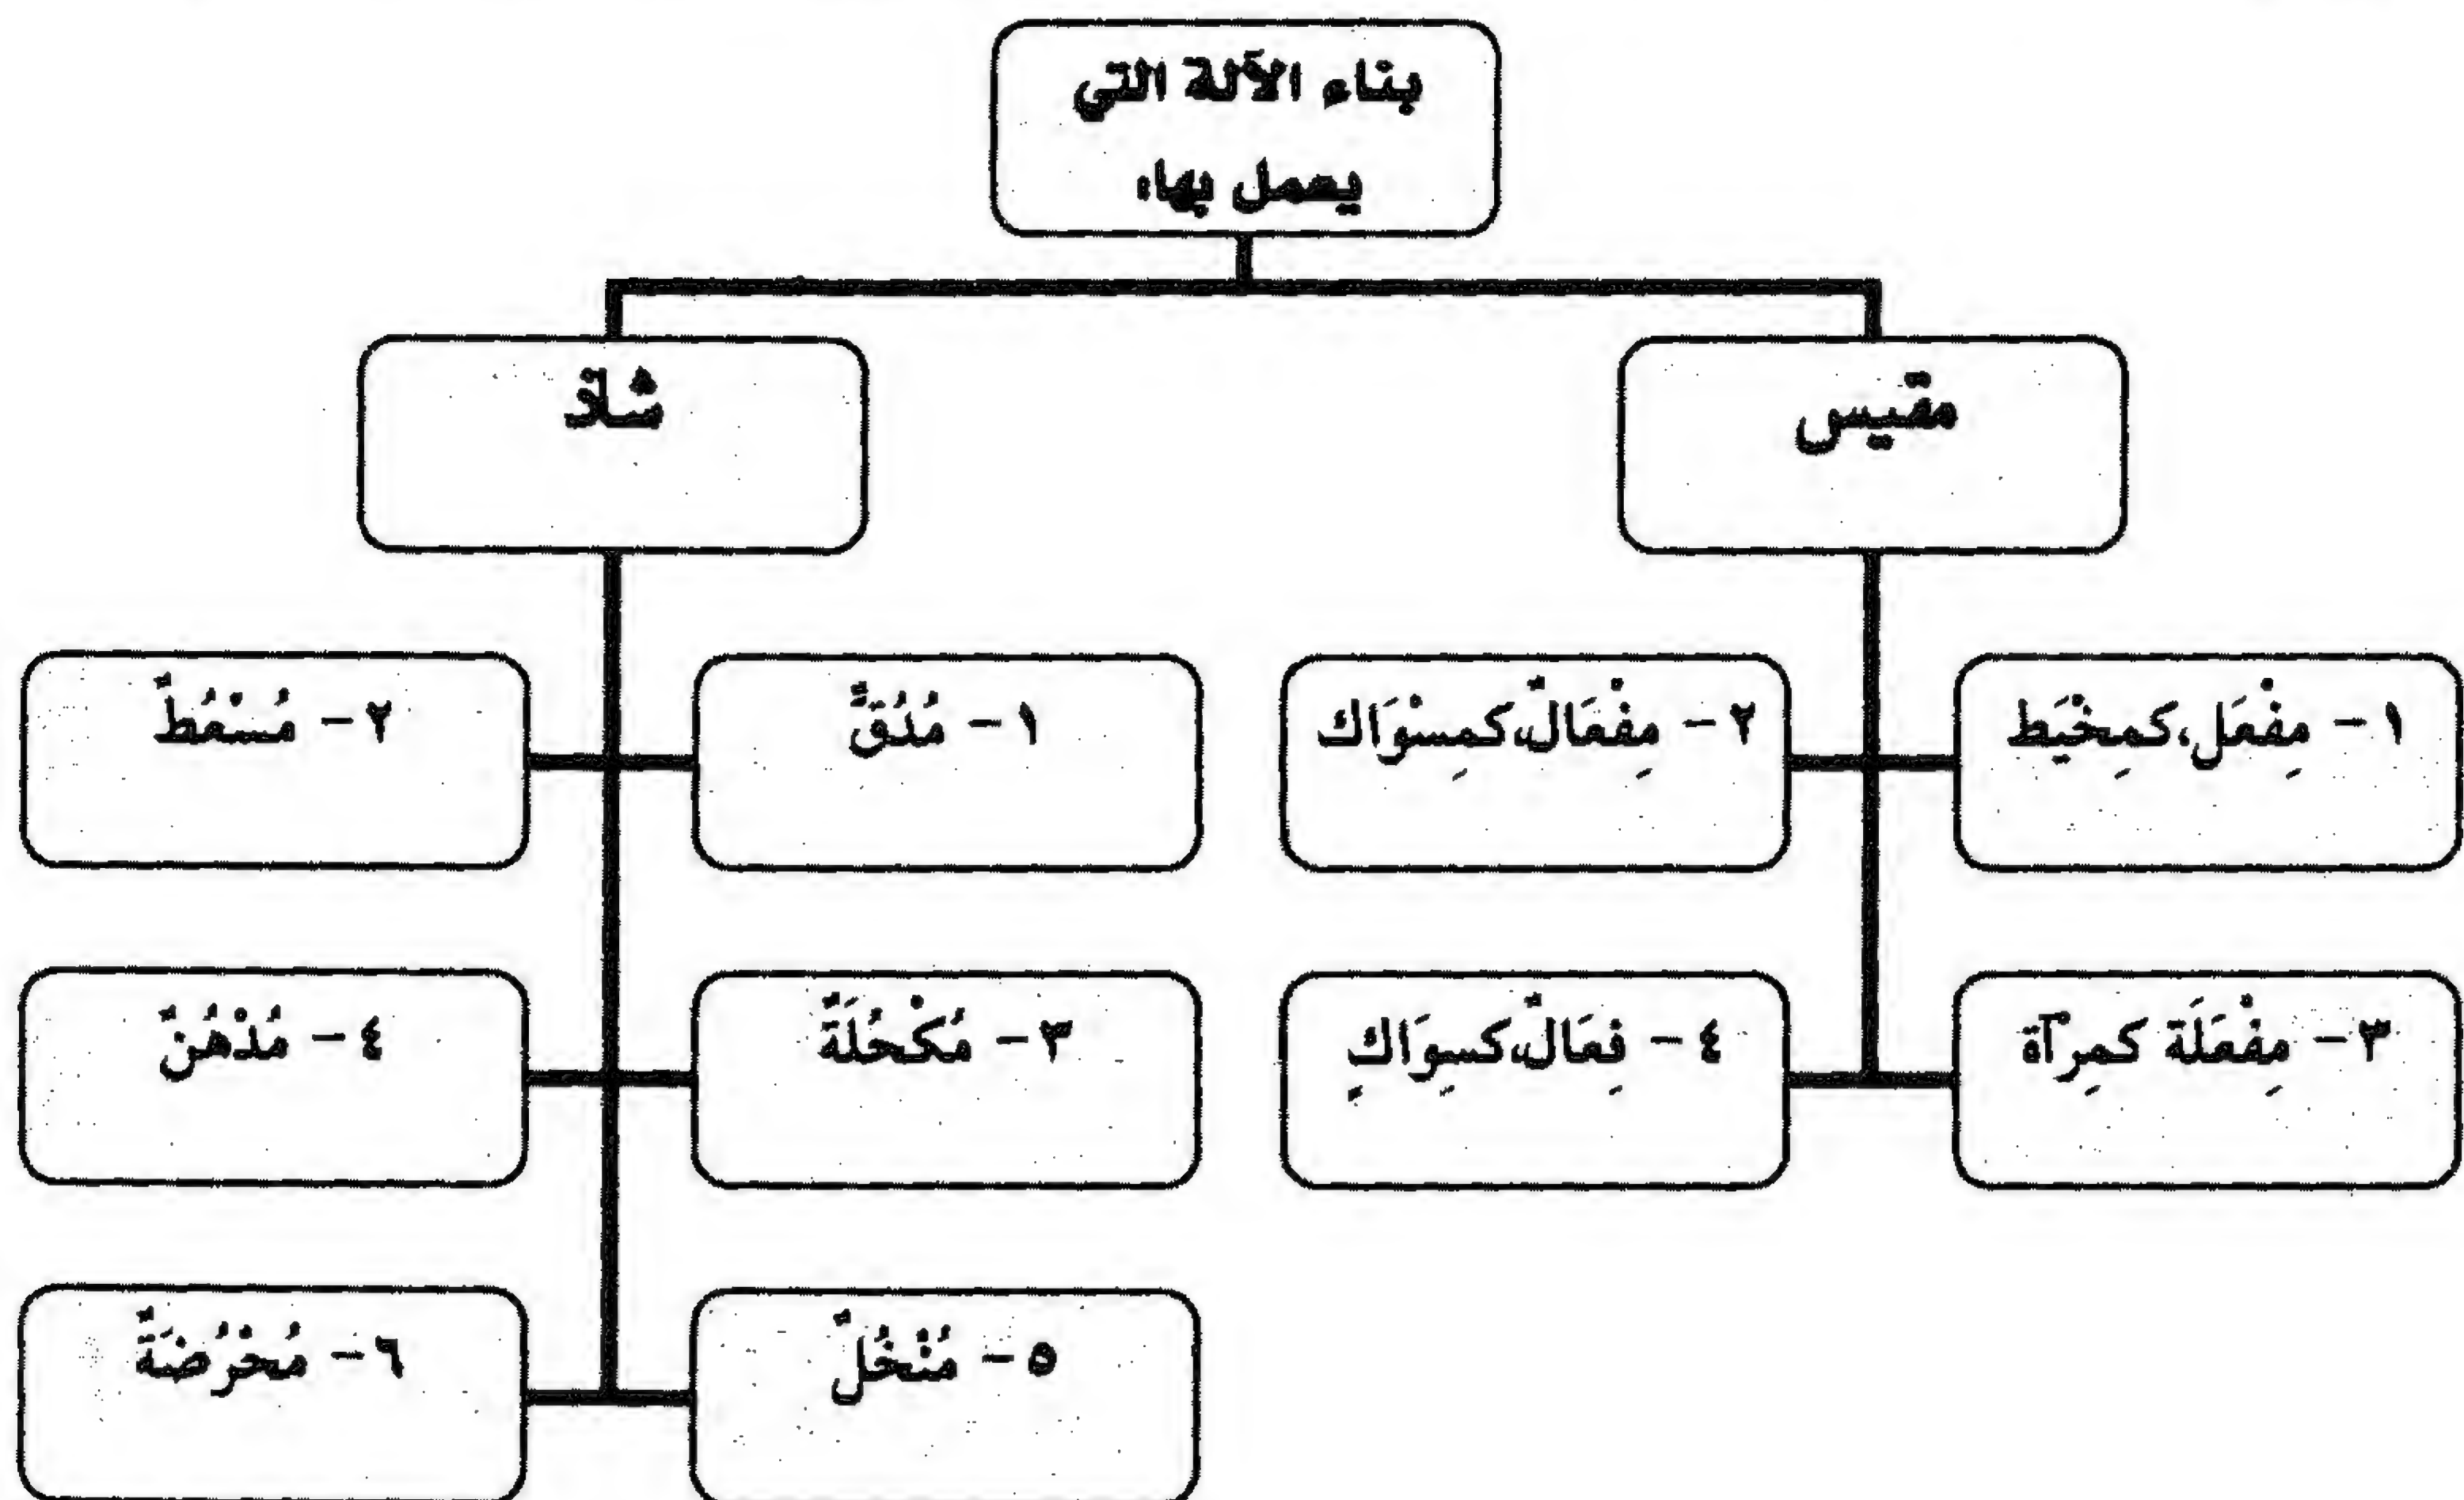 بناء الآلة التي
يعمل بها:
مقيس
شاذ
١- مِفْعَل، كمِخْيَط
٢- مِفْعَالٌ، كمِسْوَاك
١- مُدُقٌّ
٢- مُسْعُطٌ
٣- مِفْعَلَة كمِرْآة
٤- فِعَالٌ، كسِوَاكٍ
٣- مُكْحُلَةٌ
٤- مُدْهُنٌ
٥- مُنْخُلٌ
٦- مُحْرُضَةٌ